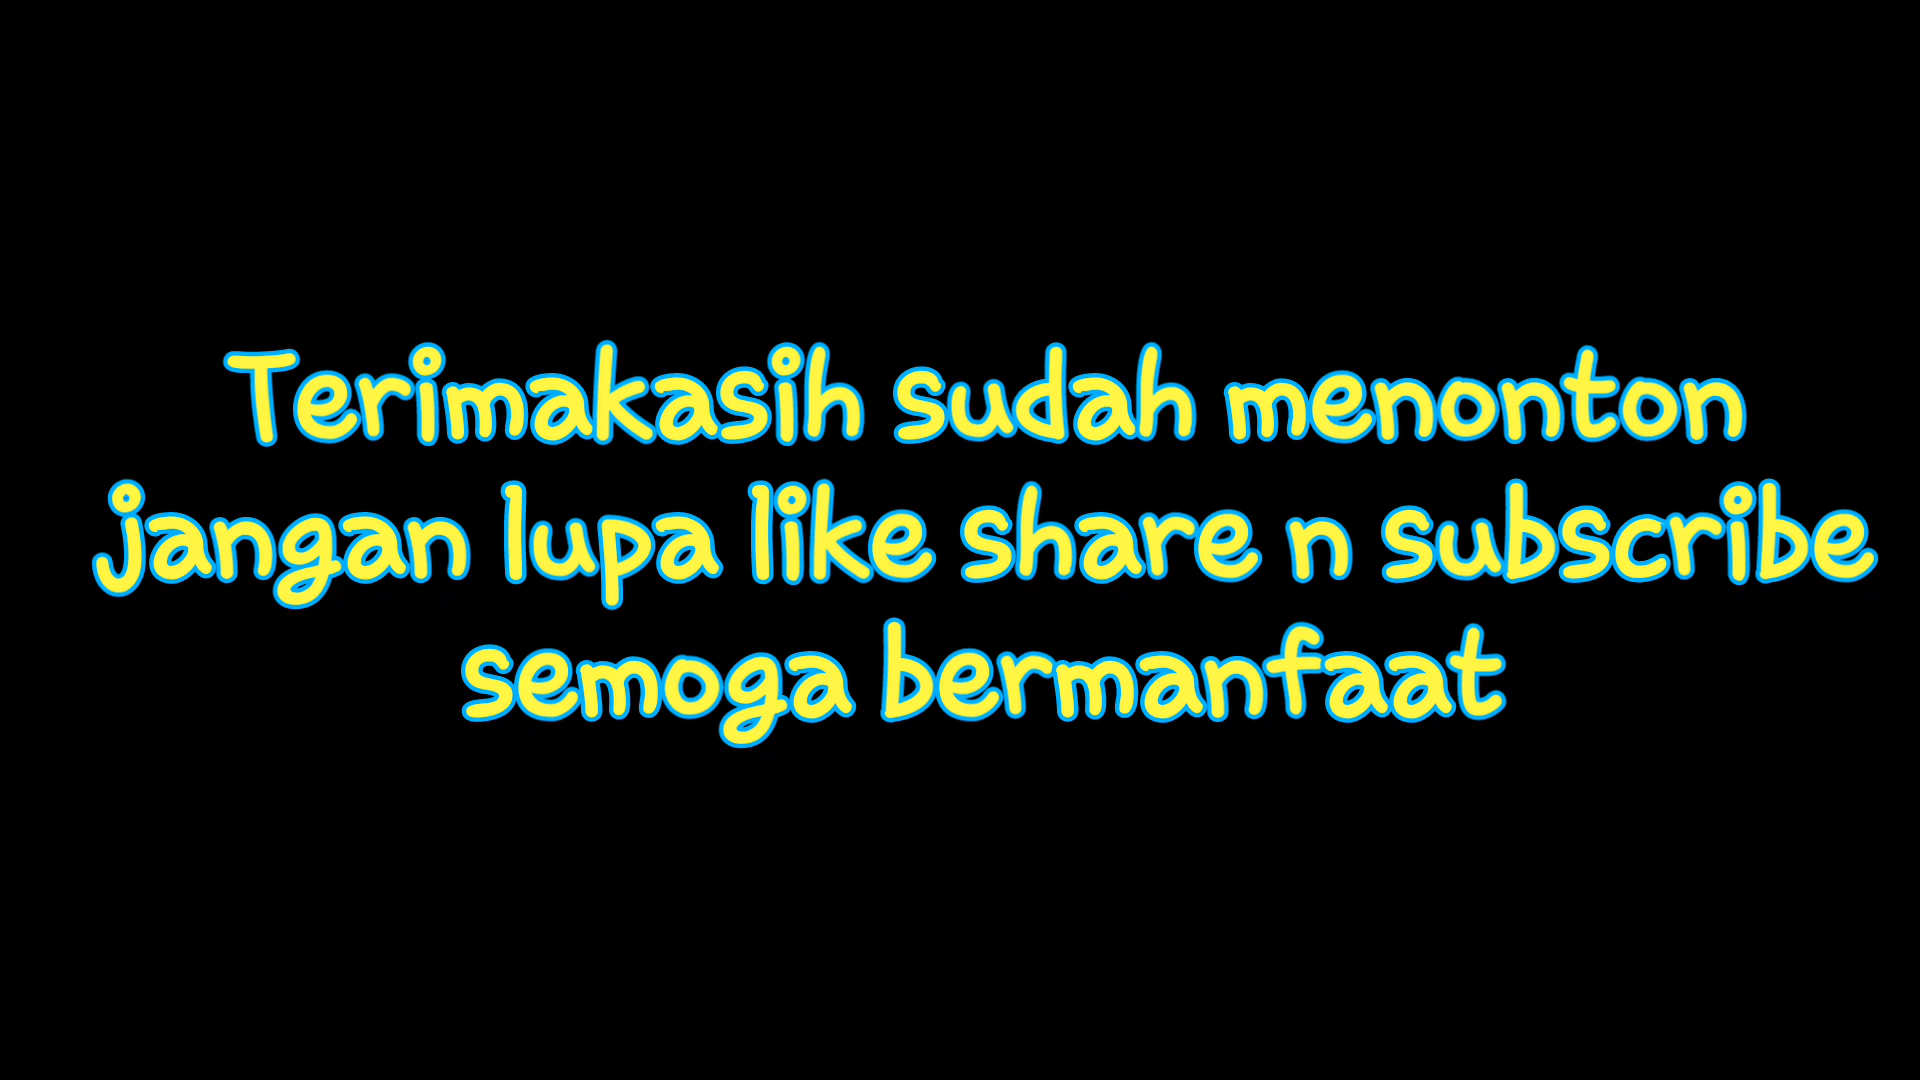 Terimakasih sudah menonton
jangan lupa like share n subscribe
semoga bermanfaat